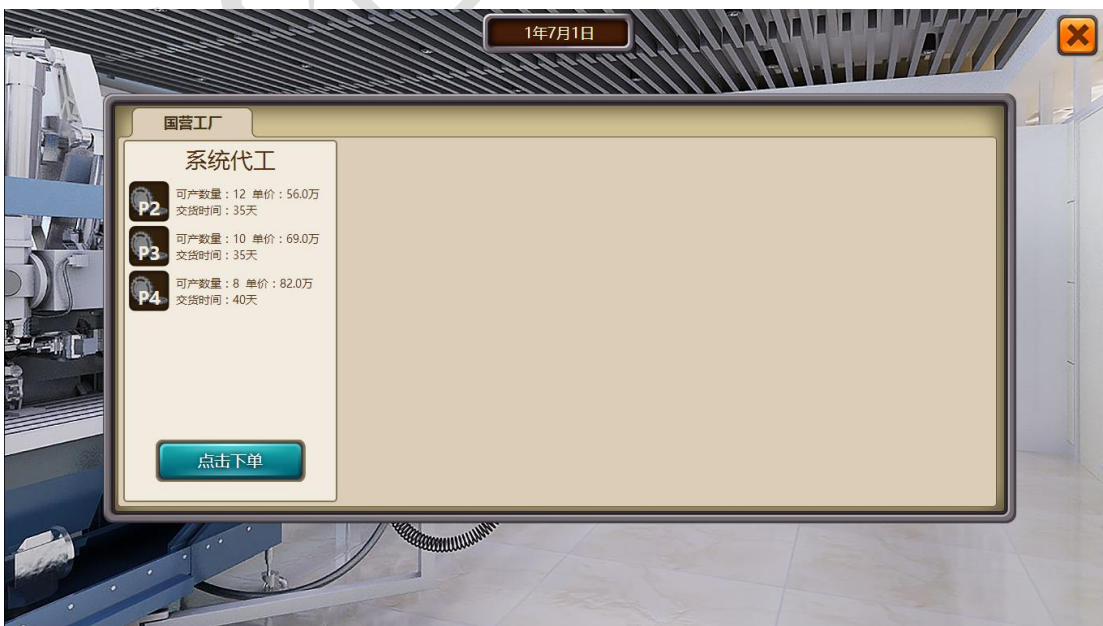 1年7月1日
国营工厂
系统代工
P2
可产数量：12 单价：56.0万
交货时间：35天
P3
可产数量：10 单价：69.0万
交货时间：35天
P4
可产数量：8 单价：82.0万
交货时间：40天
点击下单